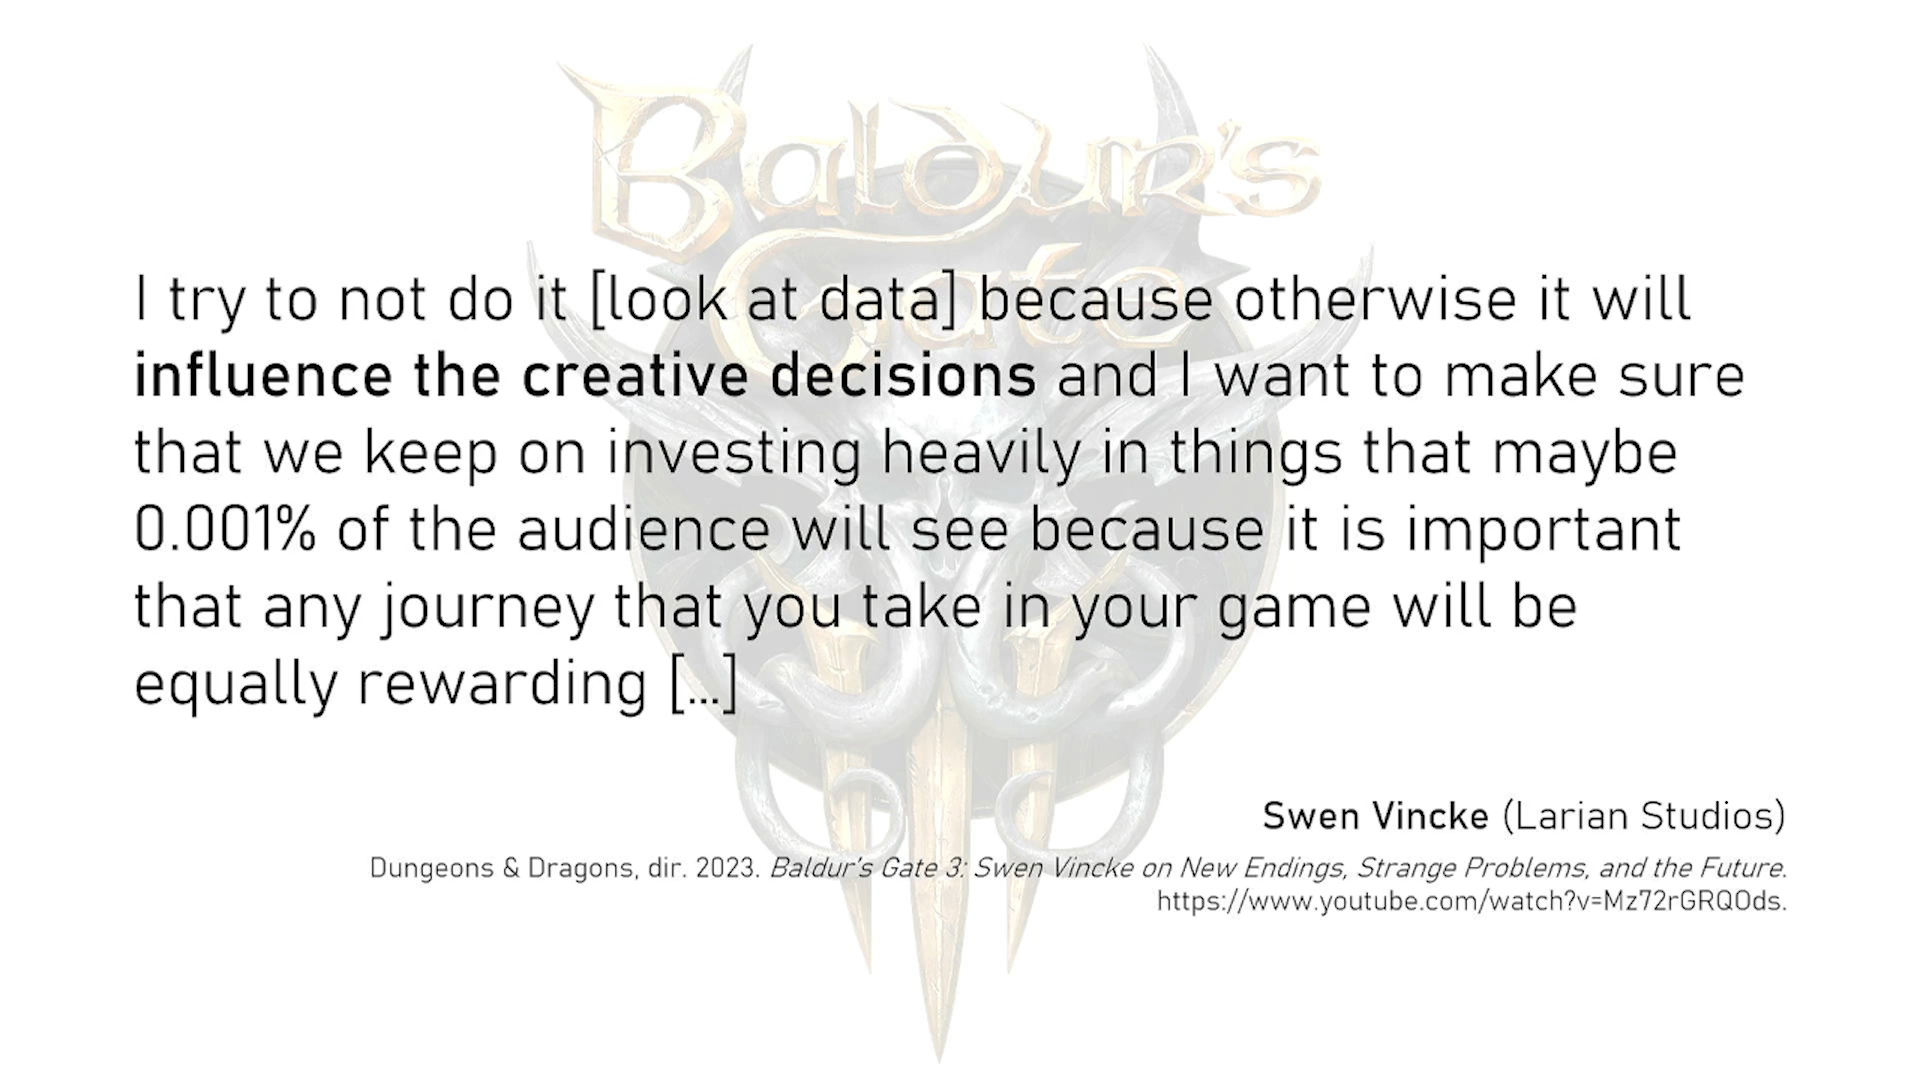 Baldur's
Gate
I try to not do it [look at data] because otherwise it will
influence the creative decisions and I want to make sure
that we keep on investing heavily in things that maybe
0.001% of the audience will see because it is important
that any journey that you take in your game will be
equally rewarding [...]
Swen Vincke (Larian Studios)
Dungeons & Dragons, dir. 2023. Baldur's Gate 3: Swen Vincke on New Endings, Strange Problems, and the Future.
https://www.youtube.com/watch?v=Mz72rGRQOds.